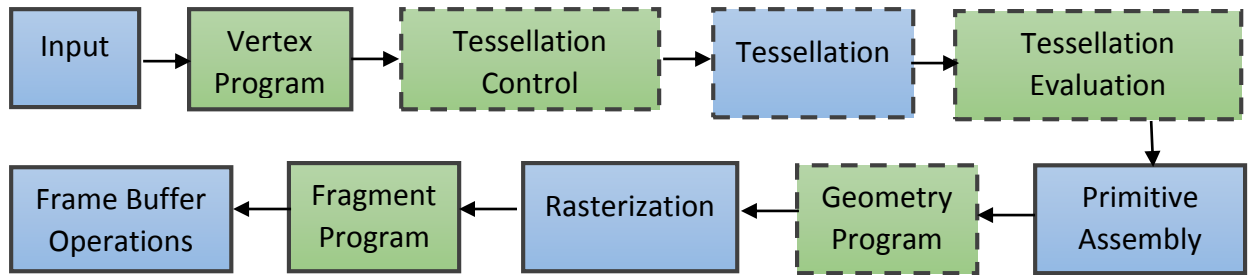 Input
Vertex
Program
Tessellation
Control
Tessellation
Tessellation
Evaluation
Primitive
Assembly
Geometry
Program
Rasterization
Fragment
Program
Frame Buffer
Operations